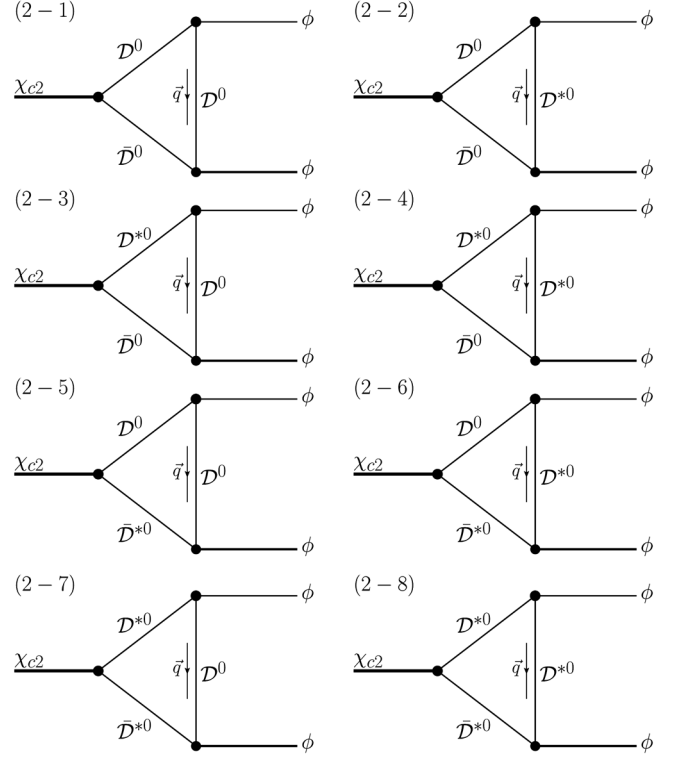 (2 − 1) 𝒟⁰ ϕ (2 − 2) 𝒟⁰ ϕ
χc2 q⃗ 𝒟⁰ χc2 q⃗ 𝒟*⁰
𝒟̄⁰ ϕ 𝒟̄⁰ ϕ
(2 − 3) 𝒟*⁰ ϕ (2 − 4) 𝒟*⁰ ϕ
χc2 q⃗ 𝒟⁰ χc2 q⃗ 𝒟*⁰
𝒟̄⁰ ϕ 𝒟̄⁰ ϕ
(2 − 5) 𝒟⁰ ϕ (2 − 6) 𝒟⁰ ϕ
χc2 q⃗ 𝒟⁰ χc2 q⃗ 𝒟*⁰
𝒟̄*⁰ ϕ 𝒟̄*⁰ ϕ
(2 − 7) 𝒟*⁰ ϕ (2 − 8) 𝒟*⁰ ϕ
χc2 q⃗ 𝒟⁰ χc2 q⃗ 𝒟*⁰
𝒟̄*⁰ ϕ 𝒟̄*⁰ ϕ